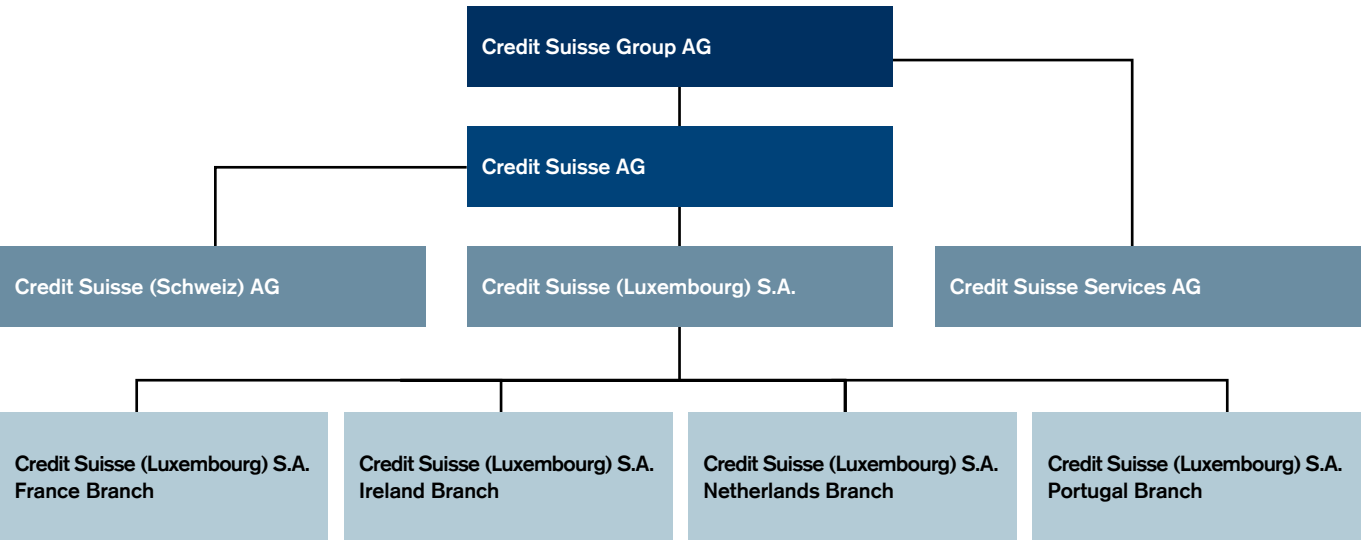 Credit Suisse Group AG
Credit Suisse AG
Credit Suisse (Schweiz) AG
Credit Suisse (Luxembourg) S.A.
Credit Suisse Services AG
Credit Suisse (Luxembourg) S.A.
France Branch
Credit Suisse (Luxembourg) S.A.
Ireland Branch
Credit Suisse (Luxembourg) S.A.
Netherlands Branch
Credit Suisse (Luxembourg) S.A.
Portugal Branch